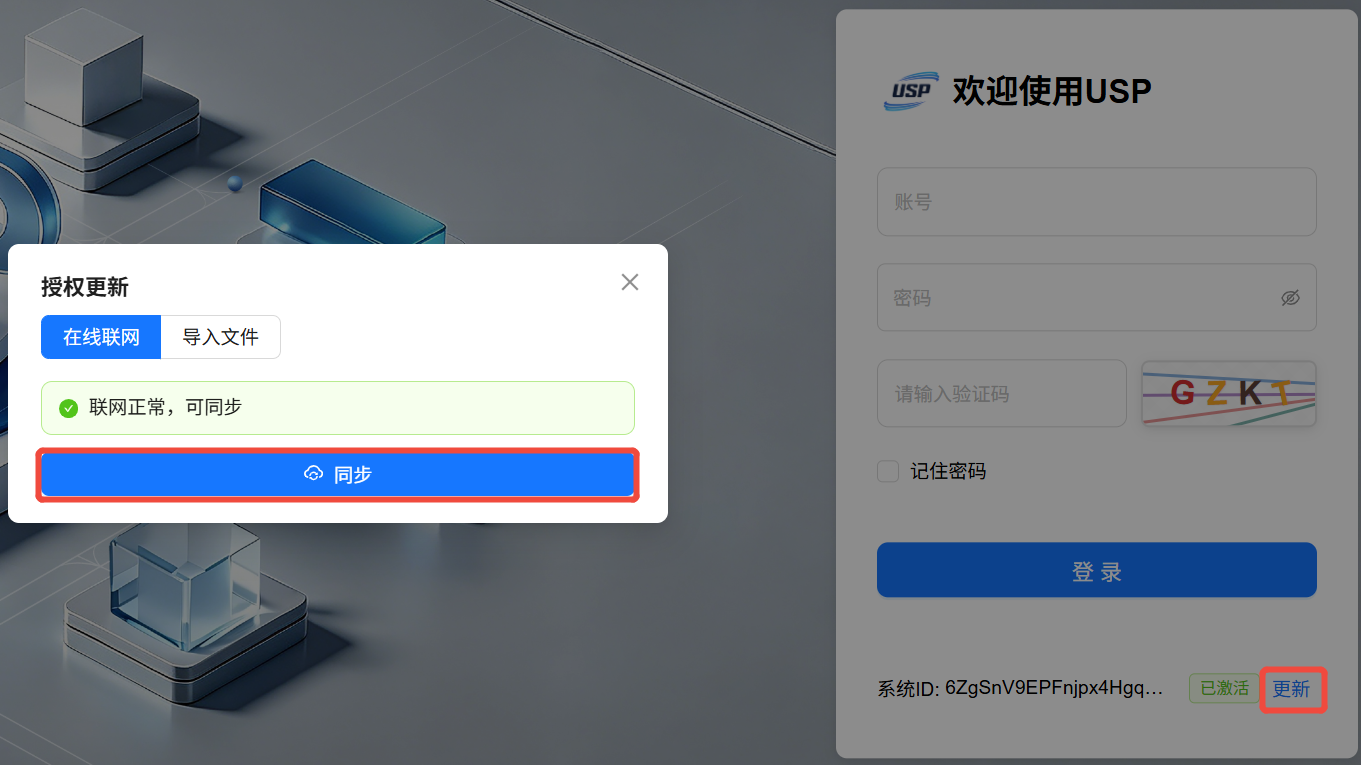 USP 欢迎使用USP
账号
密码
请输入验证码 GZKT
记住密码
登 录
系统ID: 6ZgSnV9EPFnjpx4Hgq... 已激活 更新
授权更新
在线联网 导入文件
联网正常，可同步
同步